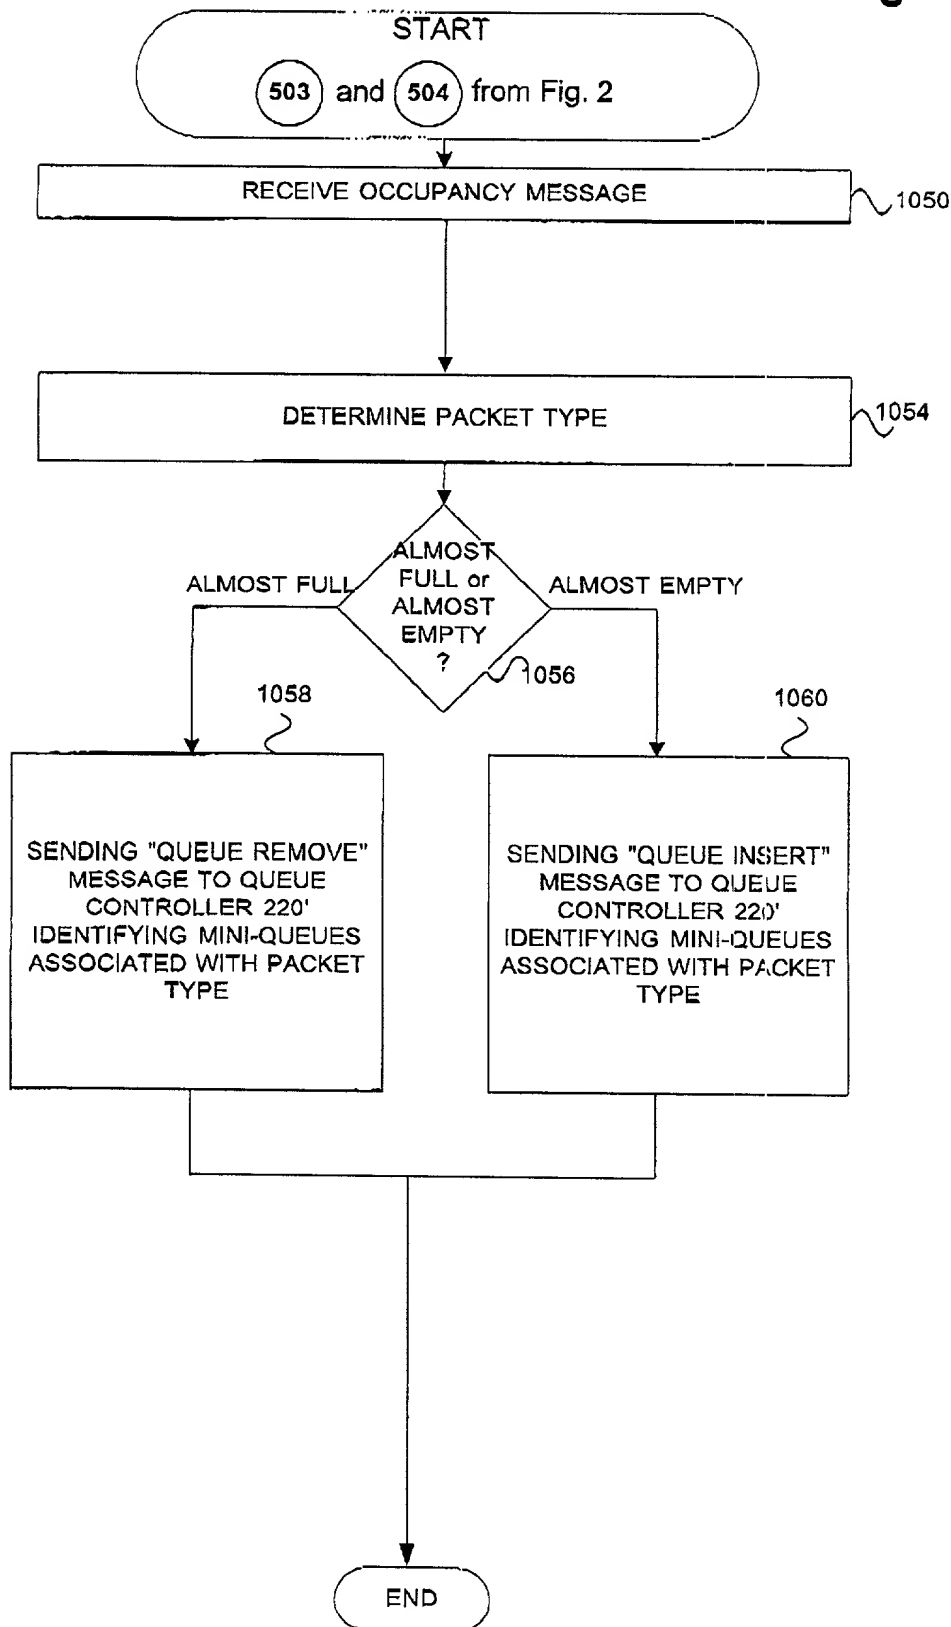 START
503 and 504 from Fig. 2
RECEIVE OCCUPANCY MESSAGE
1050
DETERMINE PACKET TYPE
1054
ALMOST
FULL or
ALMOST
EMPTY
?
ALMOST FULL
ALMOST EMPTY
1056
1058
1060
SENDING "QUEUE REMOVE"
MESSAGE TO QUEUE
CONTROLLER 220'
IDENTIFYING MINI-QUEUES
ASSOCIATED WITH PACKET
TYPE
SENDING "QUEUE INSERT"
MESSAGE TO QUEUE
CONTROLLER 220'
IDENTIFYING MINI-QUEUES
ASSOCIATED WITH PACKET
TYPE
END